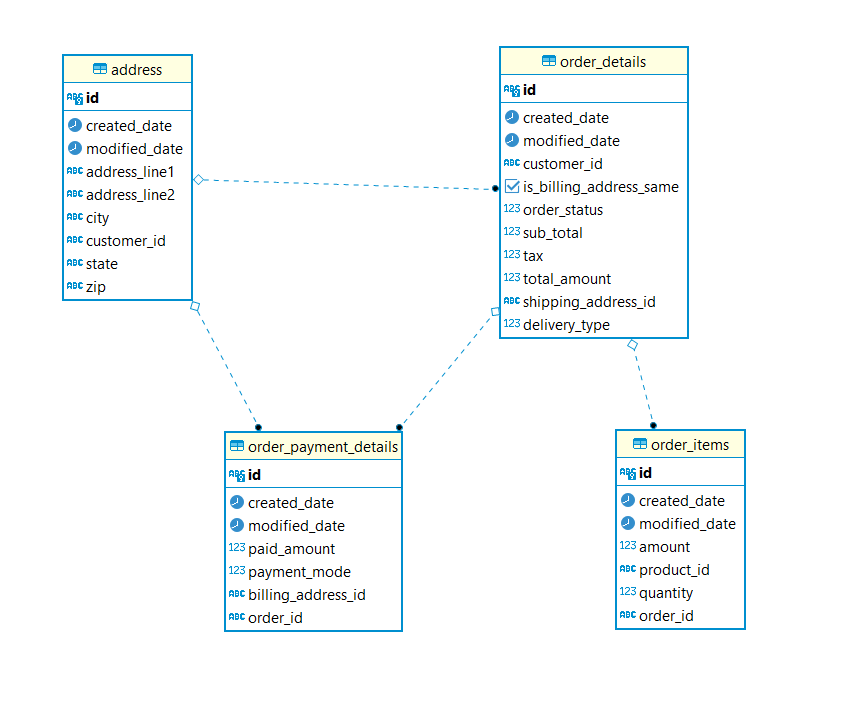 address
id
created_date
modified_date
address_line1
address_line2
city
customer_id
state
zip
order_details
id
created_date
modified_date
customer_id
is_billing_address_same
order_status
sub_total
tax
total_amount
shipping_address_id
delivery_type
order_payment_details
id
created_date
modified_date
paid_amount
payment_mode
billing_address_id
order_id
order_items
id
created_date
modified_date
amount
product_id
quantity
order_id